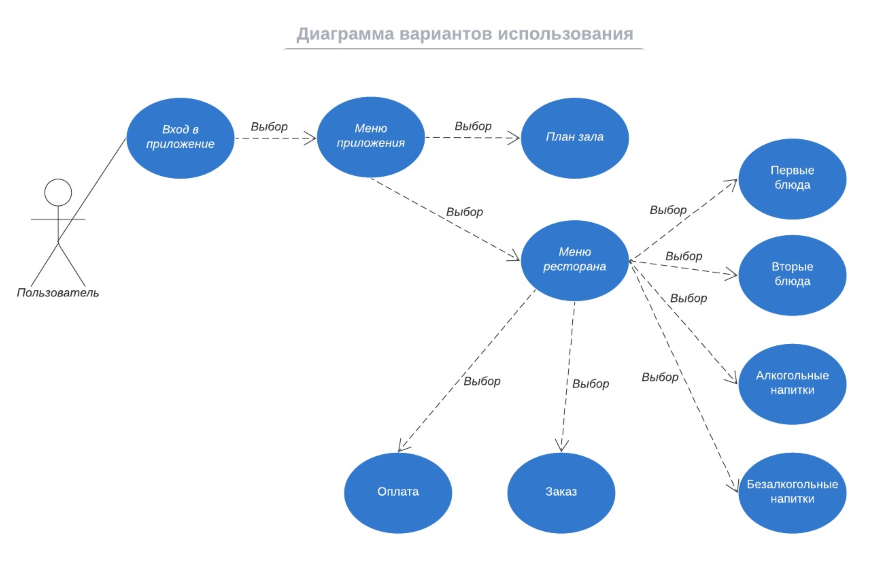 Диаграмма вариантов использования
Вход в
приложение
Выбор
Меню
приложения
Выбор
План зала
Пользователь
Выбор
Меню
ресторана
Выбор
Первые
блюда
Выбор
Вторые
блюда
Выбор
Алкогольные
напитки
Выбор
Безалкогольные
напитки
Выбор
Оплата
Выбор
Заказ